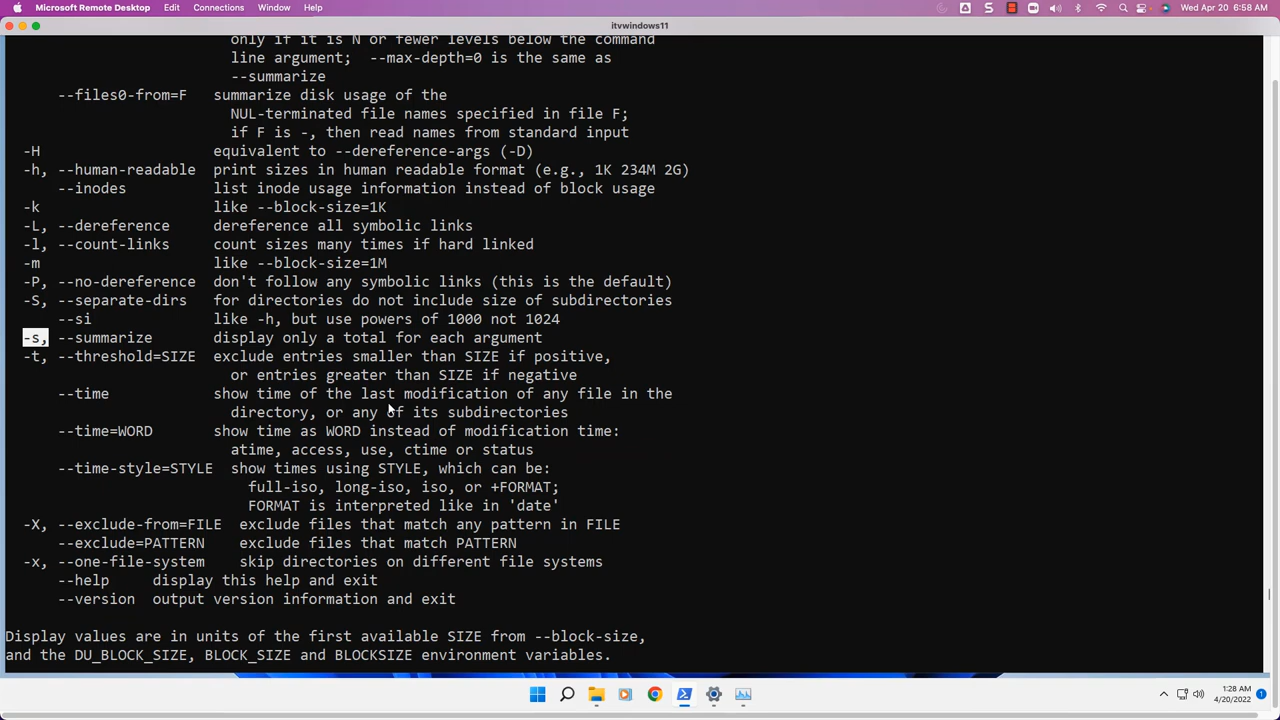 Microsoft Remote Desktop Edit Connections Window Help Wed Apr 20 6:58 AM
itvwindows11
only if it is N or fewer levels below the command
line argument; --max-depth=0 is the same as
--summarize
--files0-from=F summarize disk usage of the
NUL-terminated file names specified in file F;
if F is -, then read names from standard input
-H equivalent to --dereference-args (-D)
-h, --human-readable print sizes in human readable format (e.g., 1K 234M 2G)
--inodes list inode usage information instead of block usage
-k like --block-size=1K
-L, --dereference dereference all symbolic links
-l, --count-links count sizes many times if hard linked
-m like --block-size=1M
-P, --no-dereference don't follow any symbolic links (this is the default)
-S, --separate-dirs for directories do not include size of subdirectories
--si like -h, but use powers of 1000 not 1024
-s, --summarize display only a total for each argument
-t, --threshold=SIZE exclude entries smaller than SIZE if positive,
or entries greater than SIZE if negative
--time show time of the last modification of any file in the
directory, or any of its subdirectories
--time=WORD show time as WORD instead of modification time:
atime, access, use, ctime or status
--time-style=STYLE show times using STYLE, which can be:
full-iso, long-iso, iso, or +FORMAT;
FORMAT is interpreted like in 'date'
-X, --exclude-from=FILE exclude files that match any pattern in FILE
--exclude=PATTERN exclude files that match PATTERN
-x, --one-file-system skip directories on different file systems
--help display this help and exit
--version output version information and exit
Display values are in units of the first available SIZE from --block-size,
and the DU_BLOCK_SIZE, BLOCK_SIZE and BLOCKSIZE environment variables.
1:28 AM
4/20/2022
1